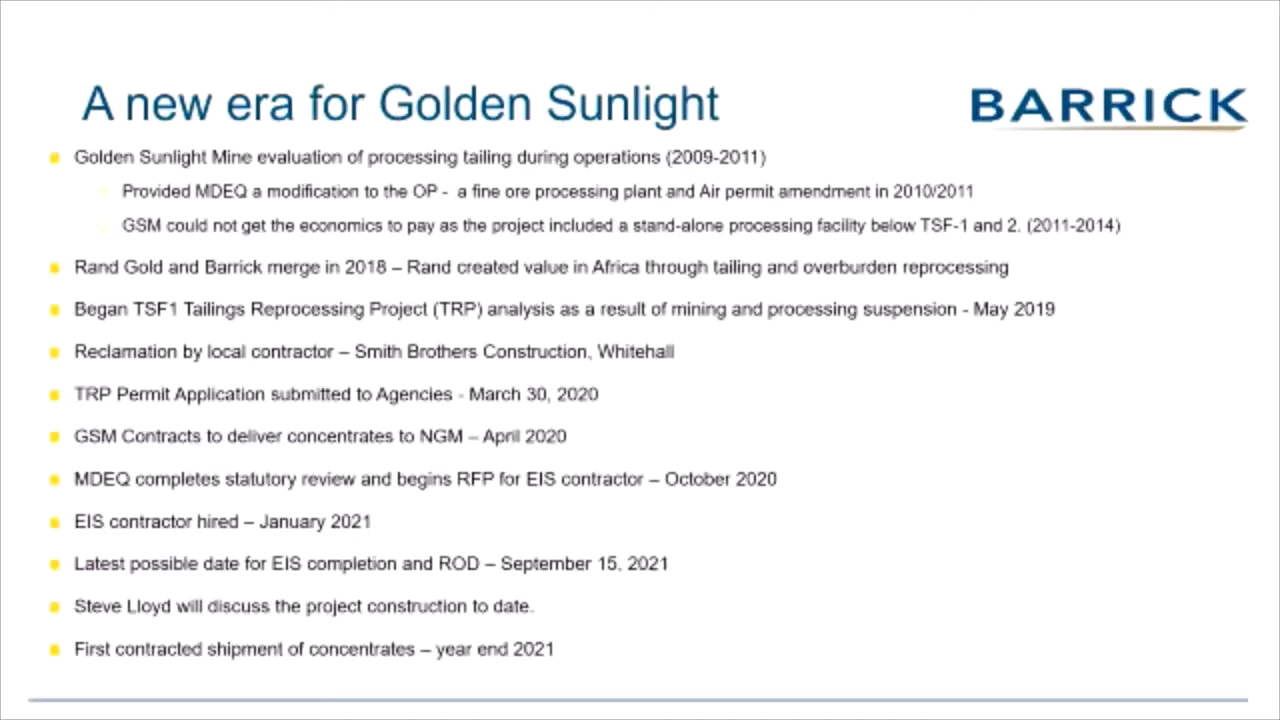 A new era for Golden Sunlight
BARRICK
Golden Sunlight Mine evaluation of processing tailing during operations (2009-2011)
Provided MDEQ a modification to the OP - a fine ore processing plant and Air permit amendment in 2010/2011
GSM could not get the economics to pay as the project included a stand-alone processing facility below TSF-1 and 2. (2011-2014)
Rand Gold and Barrick merge in 2018 – Rand created value in Africa through tailing and overburden reprocessing
Began TSF1 Tailings Reprocessing Project (TRP) analysis as a result of mining and processing suspension - May 2019
Reclamation by local contractor – Smith Brothers Construction, Whitehall
TRP Permit Application submitted to Agencies - March 30, 2020
GSM Contracts to deliver concentrates to NGM – April 2020
MDEQ completes statutory review and begins RFP for EIS contractor – October 2020
EIS contractor hired – January 2021
Latest possible date for EIS completion and ROD – September 15, 2021
Steve Lloyd will discuss the project construction to date.
First contracted shipment of concentrates – year end 2021